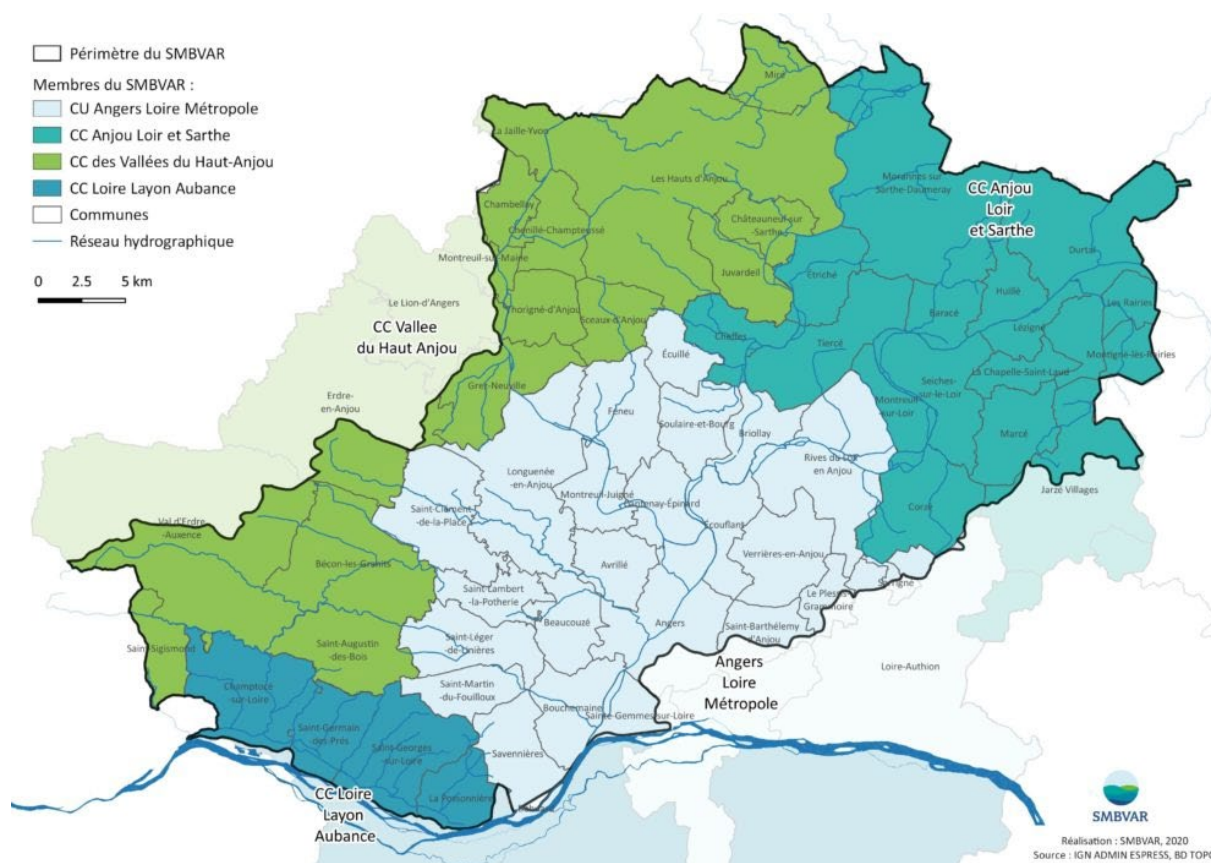 Périmètre du SMBVAR
Membres du SMBVAR :
CU Angers Loire Métropole
CC Anjou Loir et Sarthe
CC des Vallées du Haut-Anjou
CC Loire Layon Aubance
Communes
Réseau hydrographique
0 2.5 5 km
Miré
La Jaille-Yvon
Les Hauts d'Anjou
Morannes sur
Sarthe-Daumeray
CC Anjou
Loir
et Sarthe
Chambellay
Châteauneuf-sur
-Sarthe
Chenillé-Champteussé
Durtal
Montreuil-sur-Maine
Juvardeil
Étriché
Huillé
Les Rairies
Le Lion-d'Angers
Thorigné-d'Anjou
Sceaux-d'Anjou
Baracé
Lézigné
CC Vallee
du Haut Anjou
Cheffes
Tiercé
Montigné-lès-Rairies
Écuillé
La Chapelle-Saint-Laud
Grez-Neuville
Seiches
-sur-le-Loir
Erdre-
en-Anjou
Feneu
Montreuil
-sur-Loir
Soulaire-et-Bourg
Briollay
Marcé
Longuenée
-en-Anjou
Rives du Loir
en Anjou
Montreuil-Juigné
Cantenay-Épinard
Jarzé Villages
Saint-Clément
-de-la-Place
Corzé
Val d'Erdre
-Auxence
Écouflant
Verrières-en-Anjou
Bécon-les-Granits
Avrillé
Saint-Lambert
-la-Potherie
Sarrigné
Le Plessis
-Grammoire
Beaucouzé
Angers
Saint-Barthélemy
-d'Anjou
Saint-Sigismond
Saint-Augustin
-des-Bois
Saint-Léger
-de-Linières
Loire-Authion
Angers
Loire
Métropole
Champtocé
-sur-Loire
Saint-Martin
-du-Fouilloux
Bouchemaine
Sainte-Gemmes-sur-Loire
Saint-Germain
-des-Prés
Saint-Georges
-sur-Loire
Savennières
La Possonnière
CC Loire
Layon
Aubance
SMBVAR
Réalisation : SMBVAR, 2020
Source : IGN ADMIN ESPRESS, BD TOPO